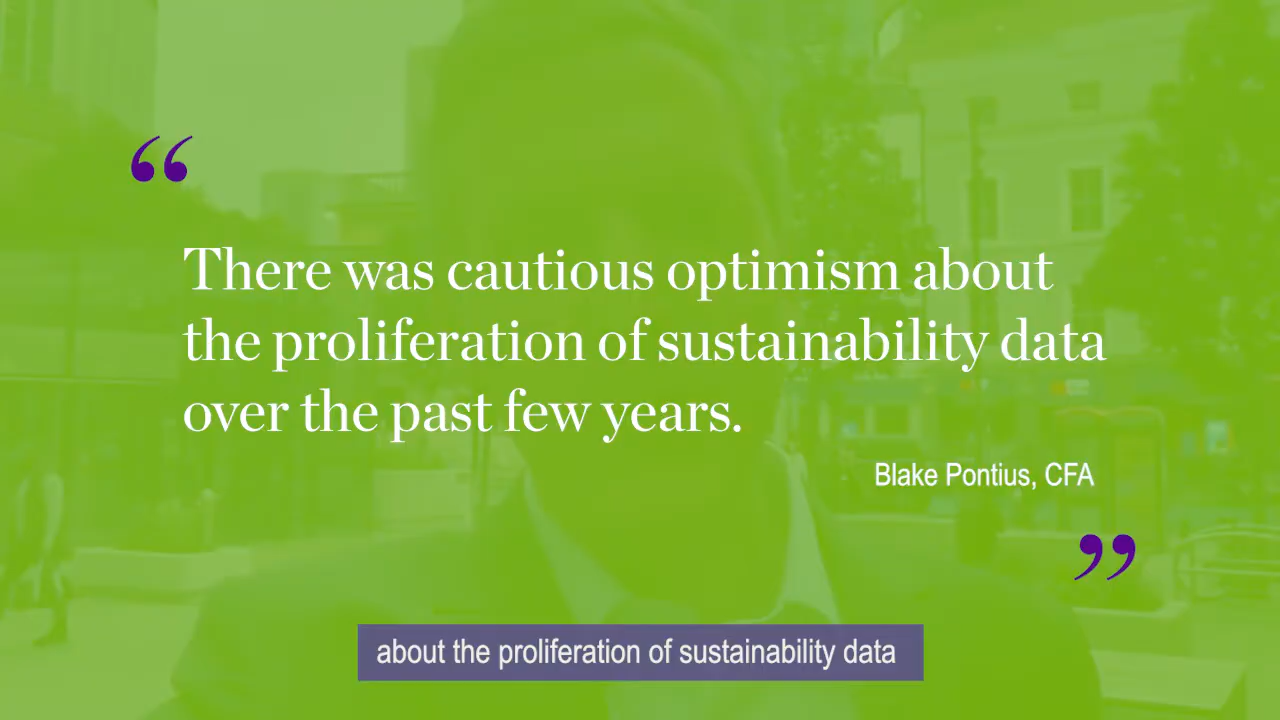 “
There was cautious optimism about
the proliferation of sustainability data
over the past few years.
Blake Pontius, CFA
”
about the proliferation of sustainability data